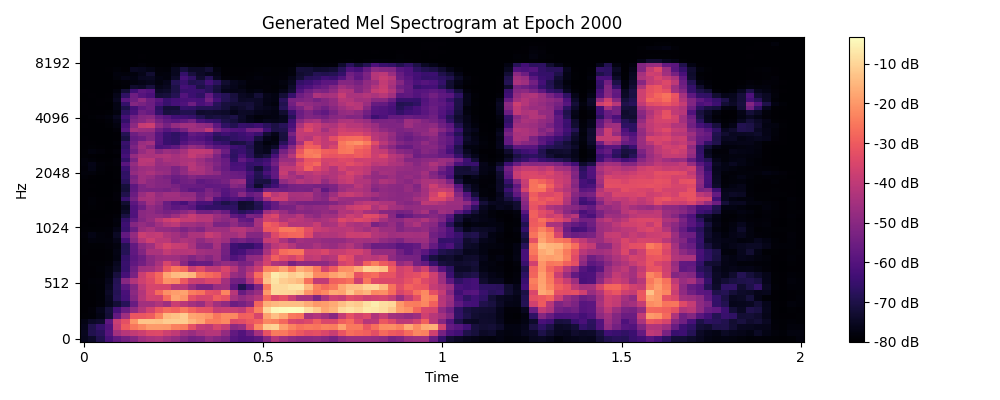 Generated Mel Spectrogram at Epoch 2000
8192
4096
2048
1024
512
0
Hz
0
0.5
1
1.5
2
Time
-10 dB
-20 dB
-30 dB
-40 dB
-50 dB
-60 dB
-70 dB
-80 dB